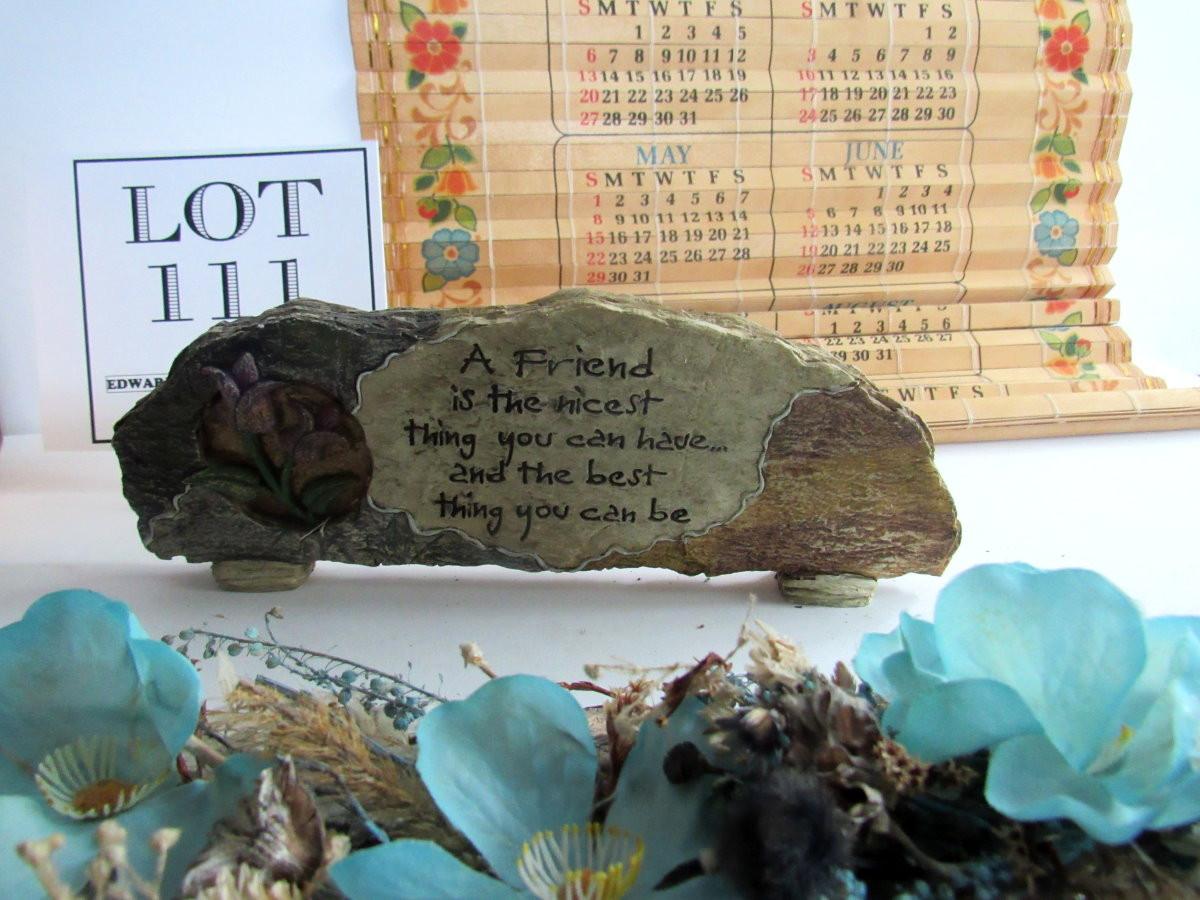 S M T W T F S S M T W T F S
1 2 3 4 5 1 2
6 7 8 9 10 11 12 3 4 5 6 7 8 9
13 14 15 16 17 18 19 10 11 12 13 14 15 16
20 21 22 23 24 25 26 17 18 19 20 21 22 23
27 28 29 30 31 24 25 26 27 28 29 30
MAY JUNE
S M T W T F S S M T W T F S
1 2 3 4 5 6 7 1 2 3 4
8 9 10 11 12 13 14 5 6 7 8 9 10 11
15 16 17 18 19 20 21 12 13 14 15 16 17 18
22 23 24 25 26 27 28 19 20 21 22 23 24 25
29 30 31 26 27 28 29 30
AUGUST
1 2 3 4 5 6
22 23 24 25 26 27
29 30 31
W T F S
LOT
111
A Friend
is the nicest
thing you can have...
and the best
thing you can be